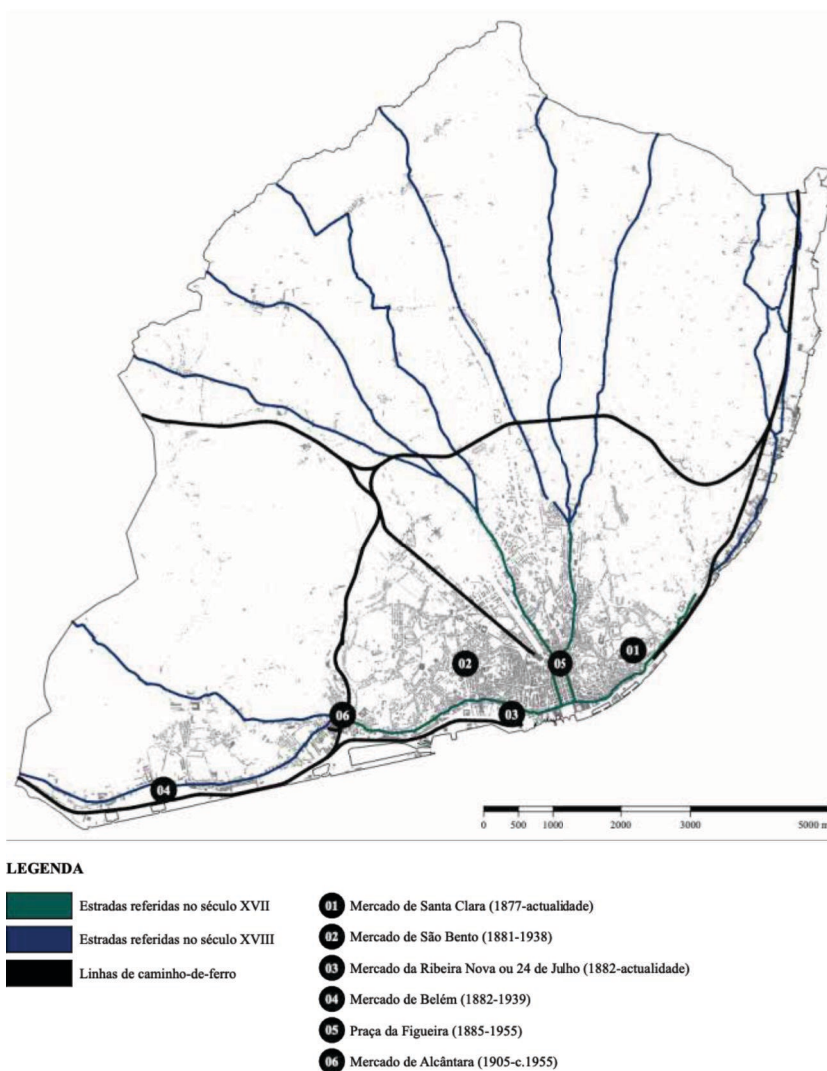 01
02
05
03
06
04
0 500 1000 2000 3000 5000 m
LEGENDA
Estradas referidas no século XVII
Estradas referidas no século XVIII
Linhas de caminho-de-ferro
01 Mercado de Santa Clara (1877-actualidade)
02 Mercado de São Bento (1881-1938)
03 Mercado da Ribeira Nova ou 24 de Julho (1882-actualidade)
04 Mercado de Belém (1882-1939)
05 Praça da Figueira (1885-1955)
06 Mercado de Alcântara (1905-c.1955)